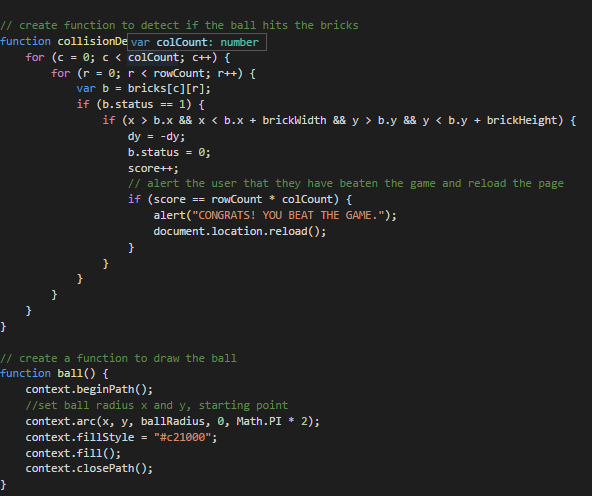 // create function to detect if the ball hits the bricks
function collisionDe
var colCount: number
for (c = 0; c < colCount; c++) {
for (r = 0; r < rowCount; r++) {
var b = bricks[c][r];
if (b.status == 1) {
if (x > b.x && x < b.x + brickWidth && y > b.y && y < b.y + brickHeight) {
dy = -dy;
b.status = 0;
score++;
// alert the user that they have beaten the game and reload the page
if (score == rowCount * colCount) {
alert("CONGRATS! YOU BEAT THE GAME.");
document.location.reload();
}
}
}
}
}
}
// create a function to draw the ball
function ball() {
context.beginPath();
//set ball radius x and y, starting point
context.arc(x, y, ballRadius, 0, Math.PI * 2);
context.fillStyle = "#c21000";
context.fill();
context.closePath();
}